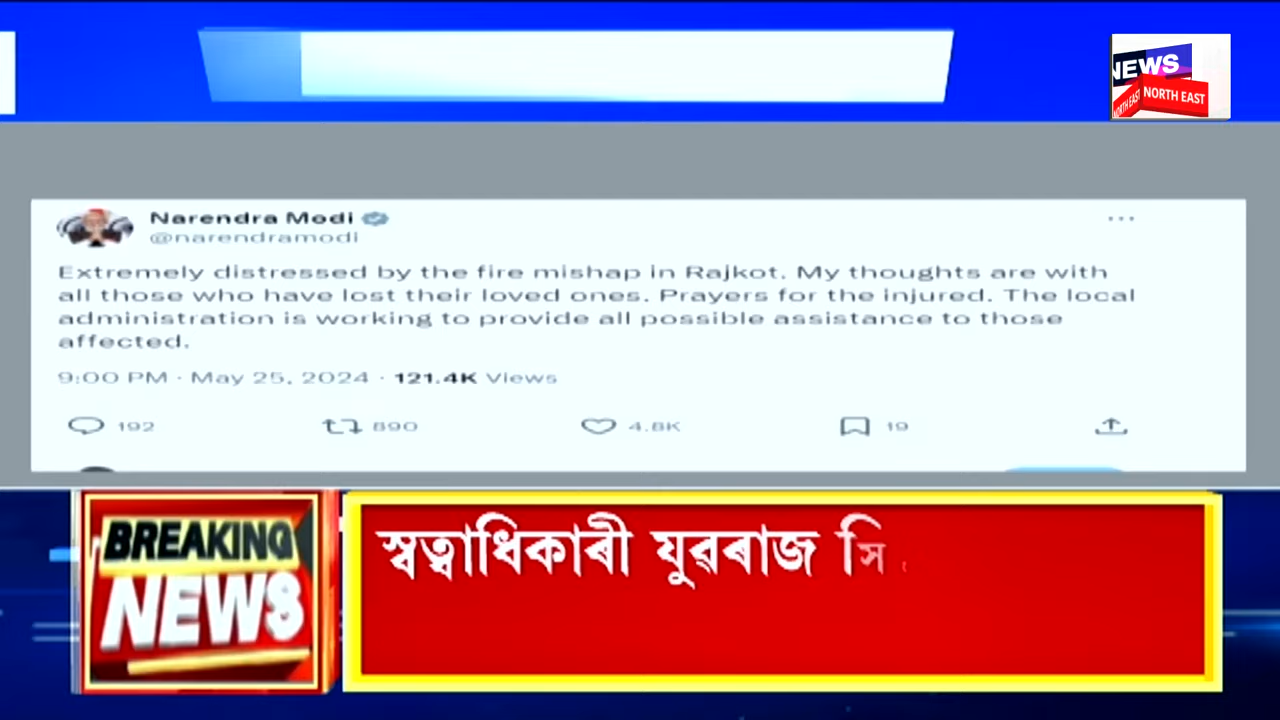 NEWS
NORTH EAST
NORTH EAST
Narendra Modi
@narendramodi
Extremely distressed by the fire mishap in Rajkot. My thoughts are with
all those who have lost their loved ones. Prayers for the injured. The local
administration is working to provide all possible assistance to those
affected.
9:00 PM · May 25, 2024 · 121.4K Views
192 890 4.8K 19
BREAKING
NEWS
স্বত্বাধিকাৰী যুৱৰাজ সি